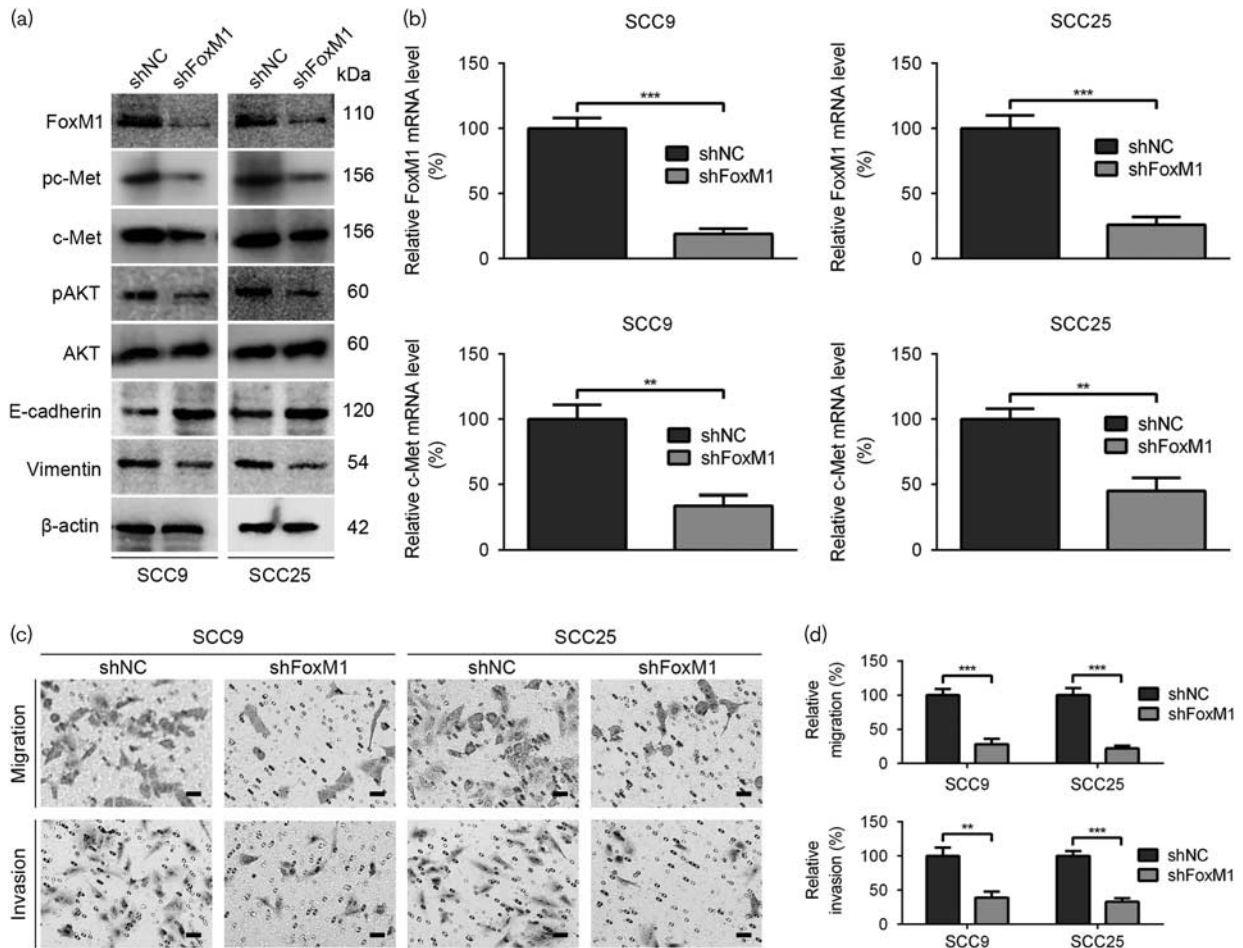 (a)
shNC shFoxM1 shNC shFoxM1 kDa
FoxM1 110
pc-Met 156
c-Met 156
pAKT 60
AKT 60
E-cadherin 120
Vimentin 54
β-actin 42
SCC9 SCC25
(b)
SCC9
Relative FoxM1 mRNA level
(%)
150
100
50
0
***
shNC
shFoxM1
SCC25
Relative FoxM1 mRNA level
(%)
150
100
50
0
***
shNC
shFoxM1
SCC9
Relative c-Met mRNA level
(%)
150
100
50
0
**
shNC
shFoxM1
SCC25
Relative c-Met mRNA level
(%)
150
100
50
0
**
shNC
shFoxM1
(c)
SCC9 SCC25
shNC shFoxM1 shNC shFoxM1
Migration
Invasion
(d)
Relative
migration (%)
150
100
50
0
*** ***
shNC
shFoxM1
SCC9 SCC25
Relative
invasion (%)
150
100
50
0
** ***
shNC
shFoxM1
SCC9 SCC25